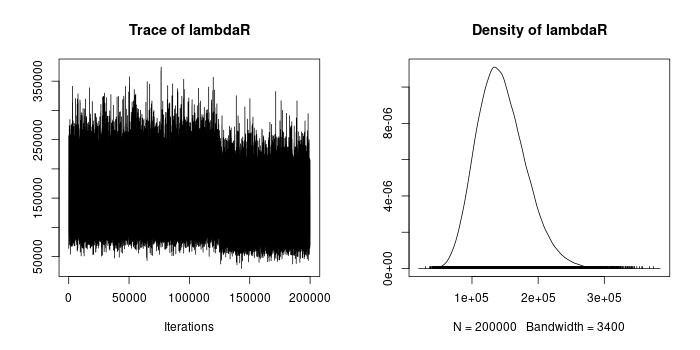 Trace of lambdaR
350000
250000
150000
50000
0
50000
100000
150000
200000
Iterations
Density of lambdaR
8e-06
4e-06
0e+00
1e+05
2e+05
3e+05
N = 200000 Bandwidth = 3400